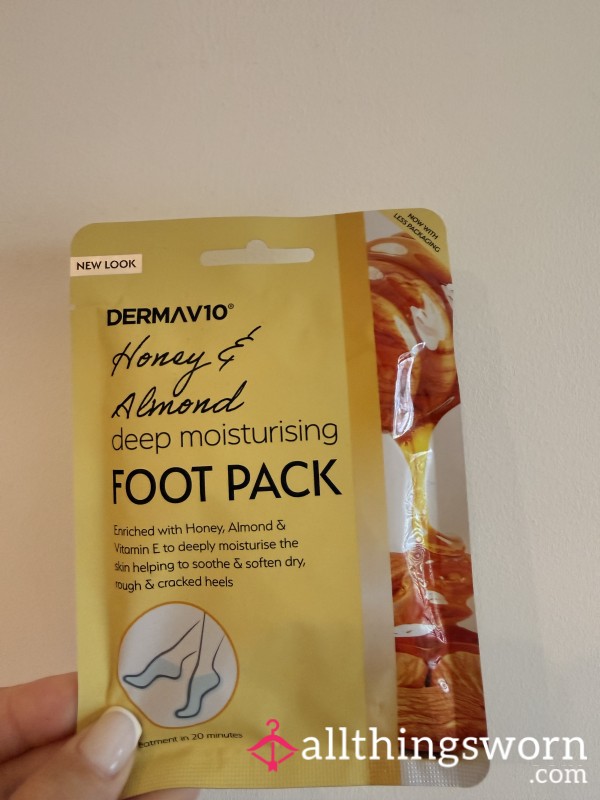 NOW WITH
LESS PACKAGING
NEW LOOK
DERMAV10®
Honey &
Almond
deep moisturising
FOOT PACK
Enriched with Honey, Almond &
Vitamin E to deeply moisturise the
skin helping to soothe & soften dry,
rough & cracked heels
in 20 minutes
allthingsworn
.com